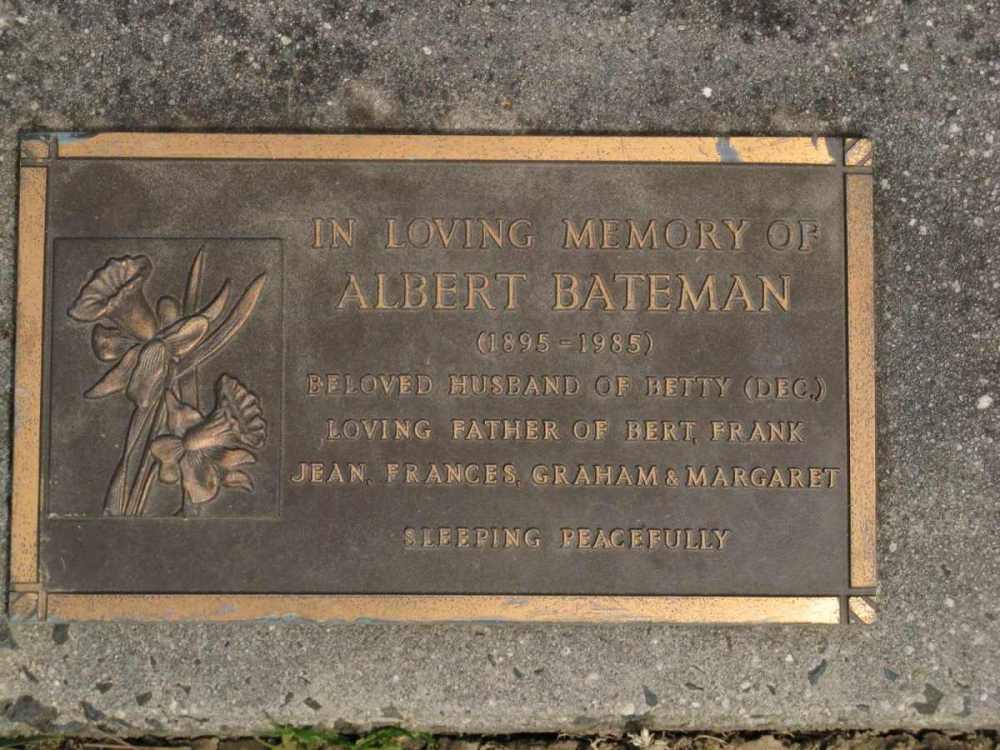 IN LOVING MEMORY OF
ALBERT BATEMAN
(1895-1985)
BELOVED HUSBAND OF BETTY (DEC.)
LOVING FATHER OF BERT, FRANK
JEAN, FRANCES, GRAHAM & MARGARET
SLEEPING PEACEFULLY